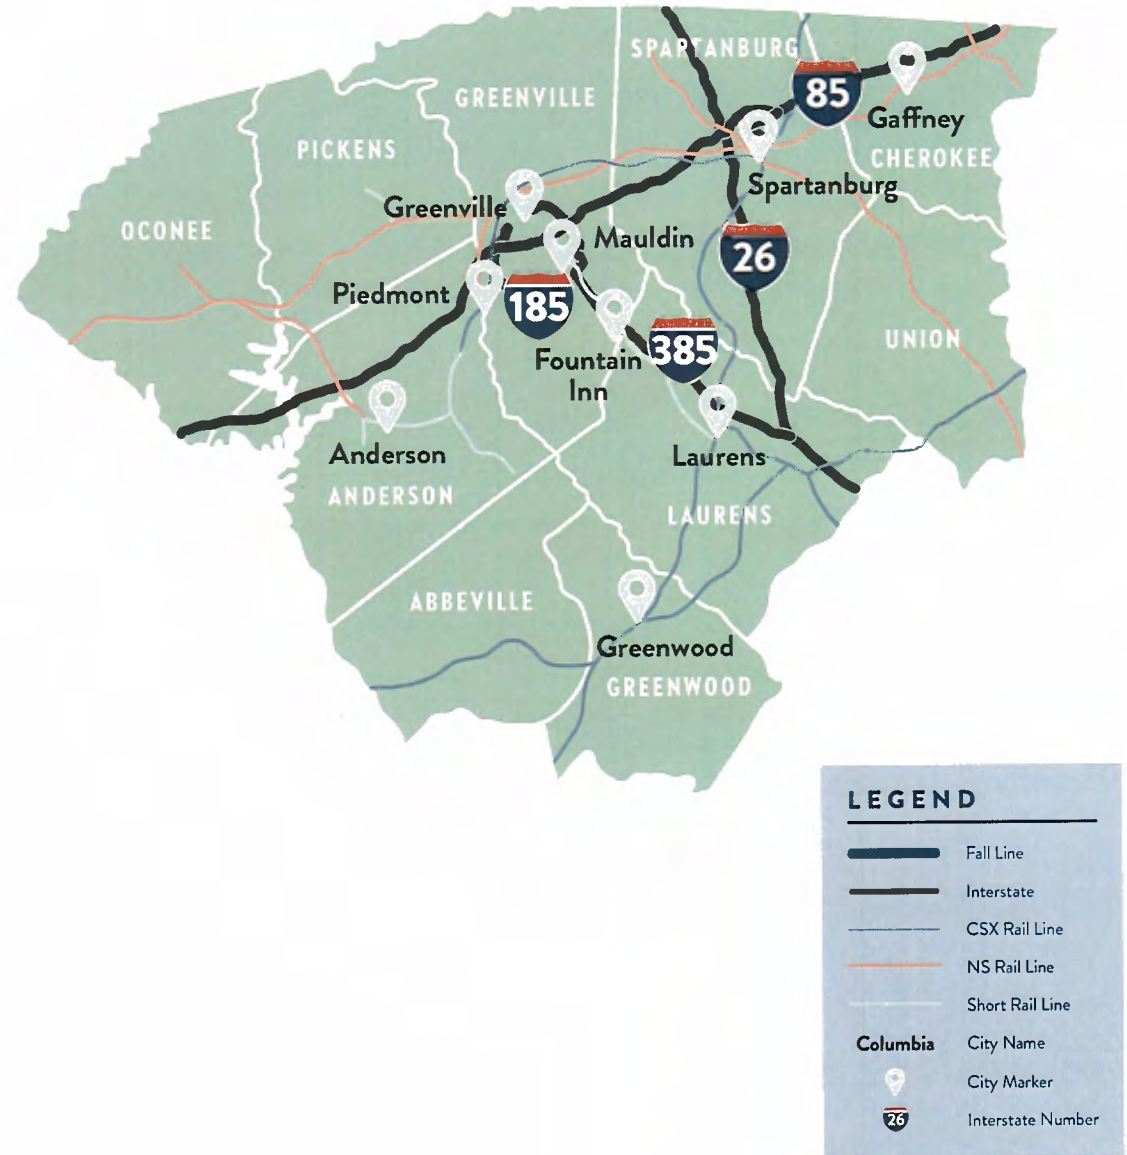 SPARTANBURG
GREENVILLE
85
Gaffney
PICKENS
CHEROKEE
Spartanburg
Greenville
OCONEE
Mauldin
26
Piedmont
185
UNION
385
Fountain
Inn
Anderson
Laurens
ANDERSON
LAURENS
ABBEVILLE
Greenwood
GREENWOOD
LEGEND
Fall Line
Interstate
CSX Rail Line
NS Rail Line
Short Rail Line
Columbia City Name
City Marker
26 Interstate Number